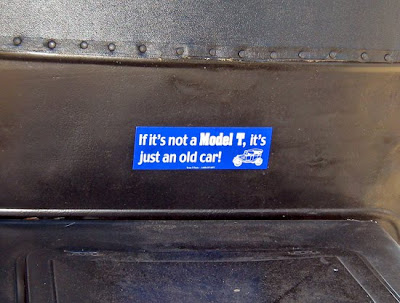 If it's not a Model T, it's
just an old car!